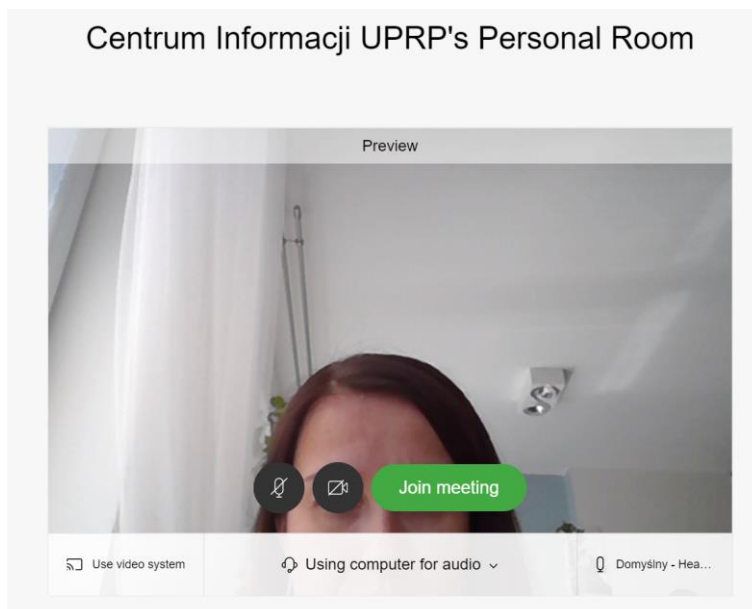 Centrum Informacji UPRP's Personal Room
Preview
Join meeting
Use video system
Using computer for audio
Domyślny - Hea...